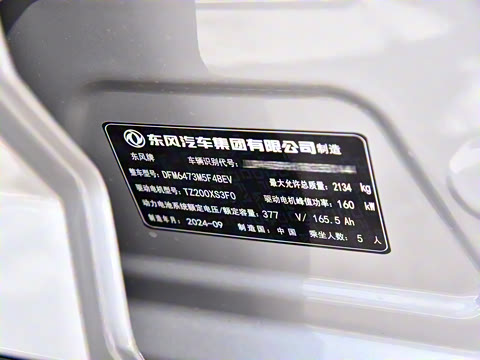 东风汽车集团有限公司制造
东风牌 车辆识别代号:
整车型号: DFM6473M5F4BEV 最大允许总质量: 2134 kg
驱动电机型号: TZ200XS3F0 驱动电机峰值功率: 160 kW
动力电池系统额定电压/额定容量: 377 V/ 165.5 Ah
制造年月: 2024-09 制造国: 中国 乘坐人数: 5 人